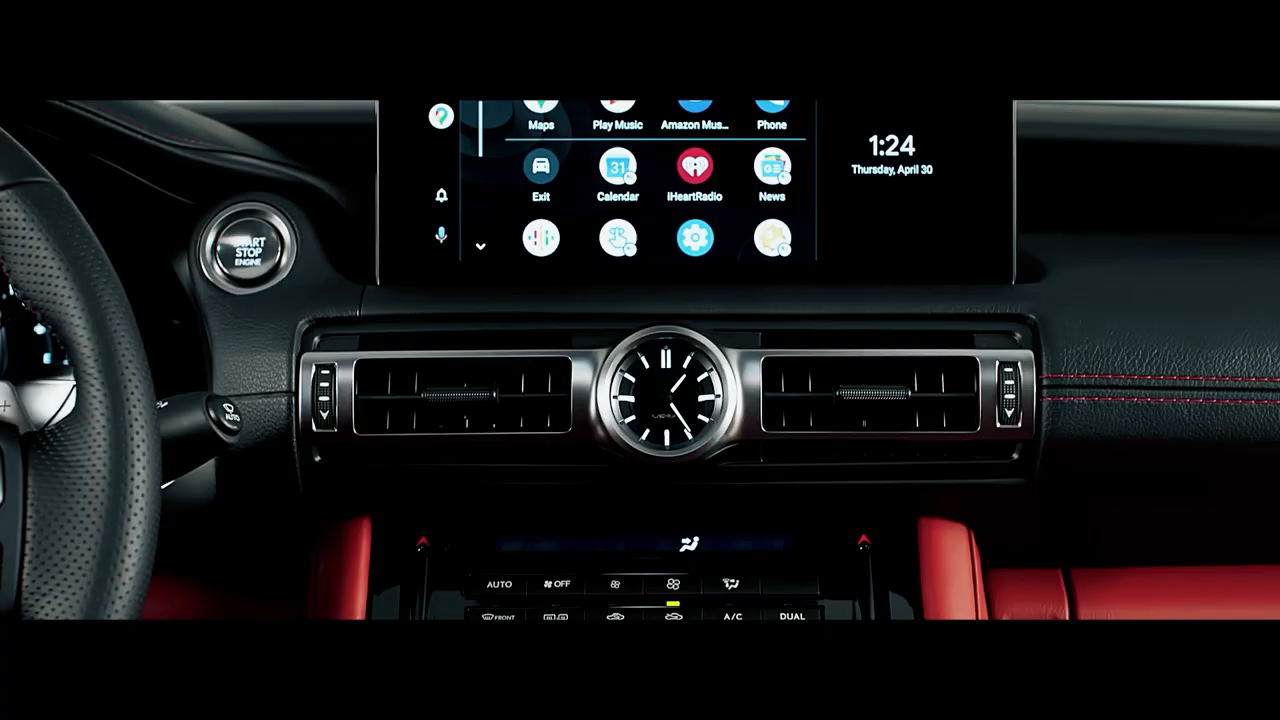 Maps
Play Music
Amazon Mus...
Phone
1:24
Thursday, April 30
31
Exit
Calendar
iHeartRadio
News
START
STOP
ENGINE
AUTO
AUTO
OFF
FRONT
A/C
DUAL